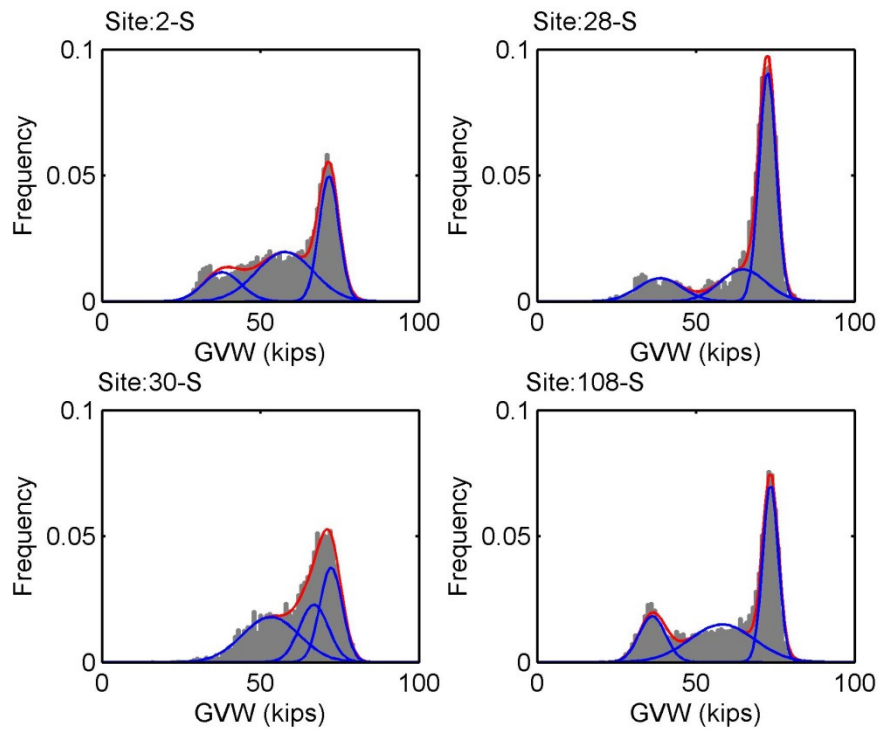 Site:2-S
0.1
0.05
0
Frequency
0 50 100
GVW (kips)
Site:28-S
0.1
0.05
0
Frequency
0 50 100
GVW (kips)
Site:30-S
0.1
0.05
0
Frequency
0 50 100
GVW (kips)
Site:108-S
0.1
0.05
0
Frequency
0 50 100
GVW (kips)